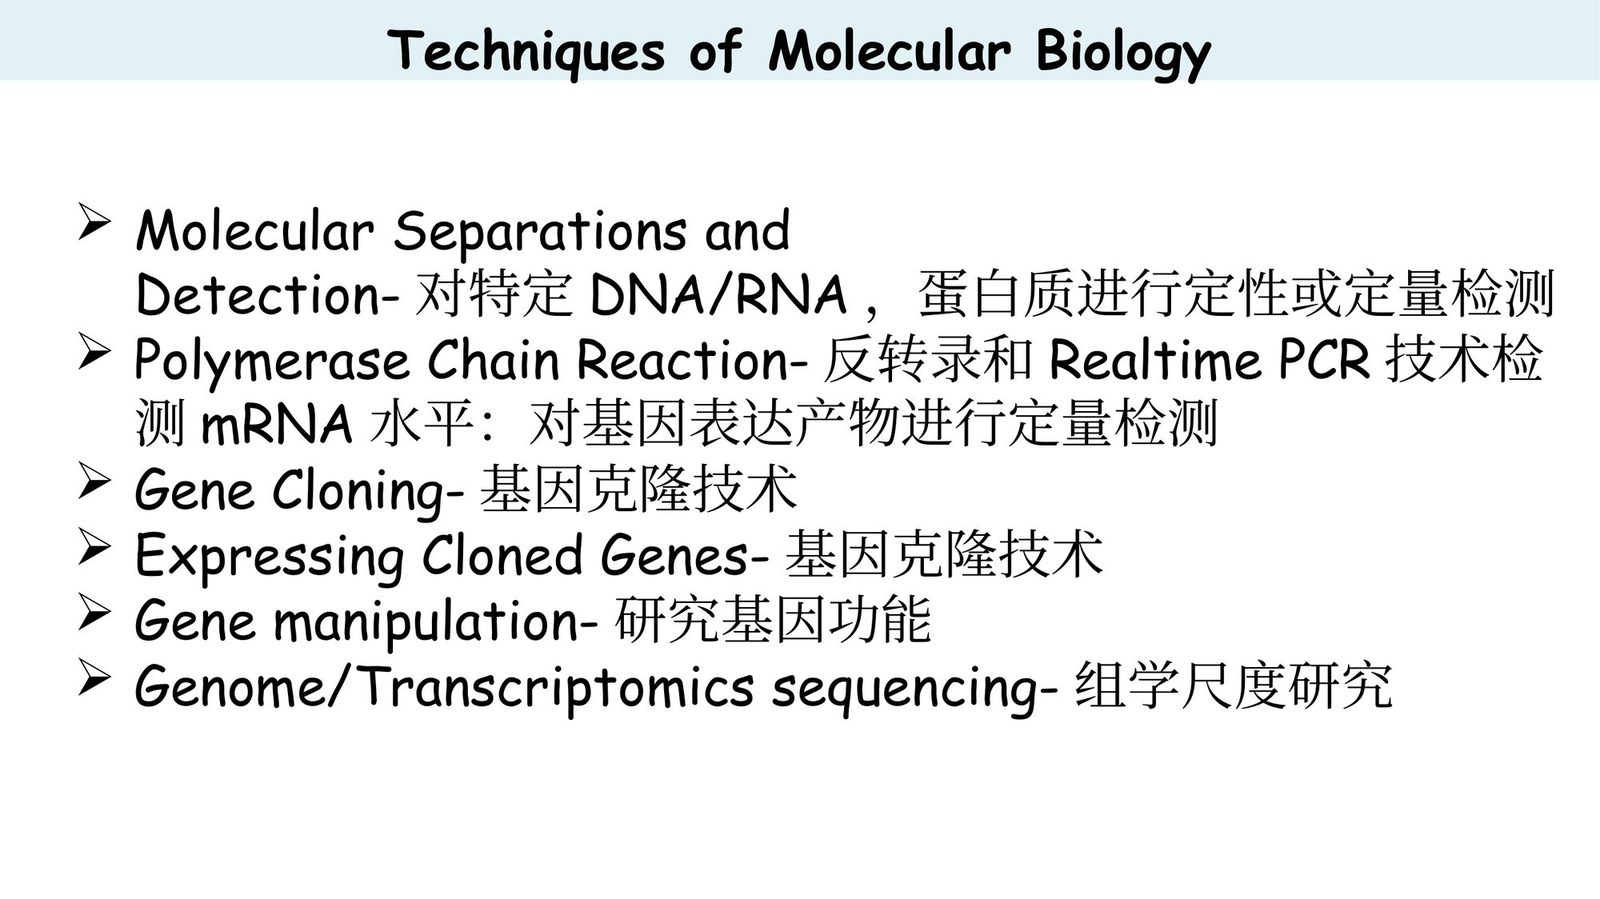 Techniques of Molecular Biology
➢ Molecular Separations and
Detection- 对特定 DNA/RNA ，蛋白质进行定性或定量检测
➢ Polymerase Chain Reaction- 反转录和 Realtime PCR 技术检
测 mRNA 水平：对基因表达产物进行定量检测
➢ Gene Cloning- 基因克隆技术
➢ Expressing Cloned Genes- 基因克隆技术
➢ Gene manipulation- 研究基因功能
➢ Genome/Transcriptomics sequencing- 组学尺度研究